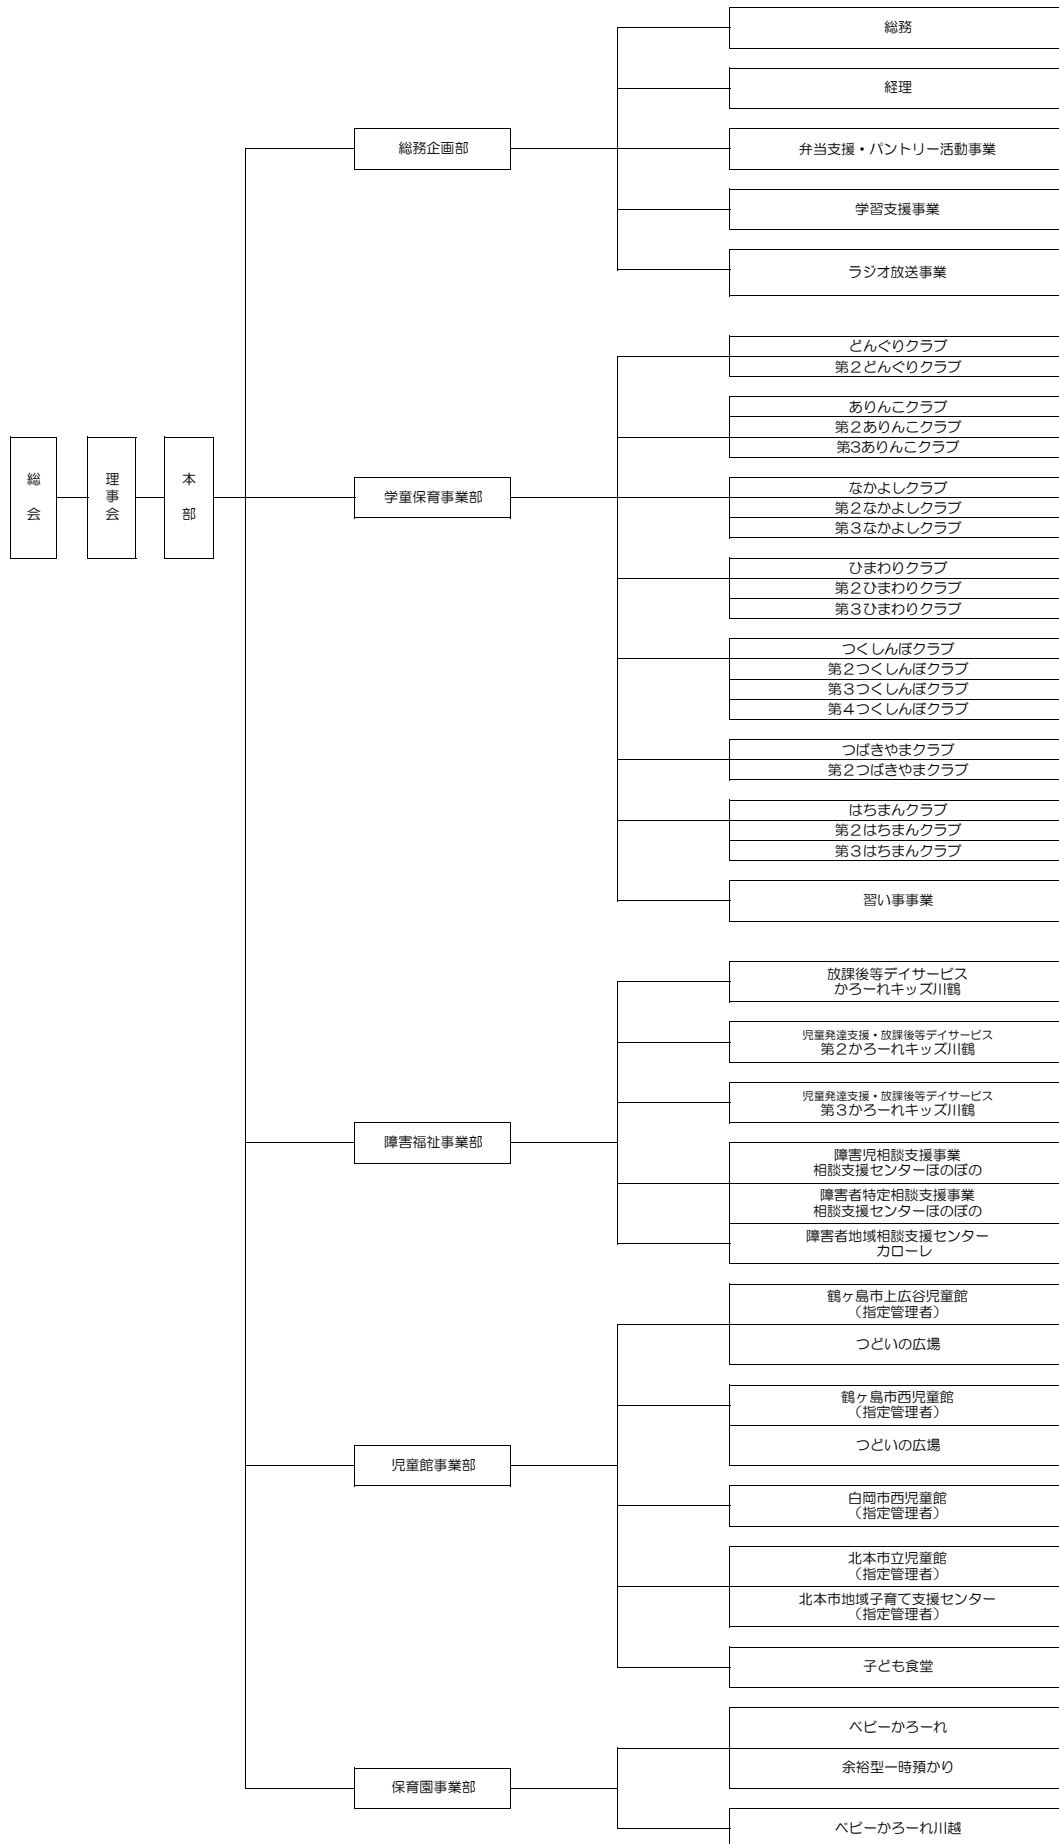 総会
理事会
本部
総務企画部
総務
経理
弁当支援・パントリー活動事業
学習支援事業
ラジオ放送事業
学童保育事業部
どんぐりクラブ
第2どんぐりクラブ
ありんこクラブ
第2ありんこクラブ
第3ありんこクラブ
なかよしクラブ
第2なかよしクラブ
第3なかよしクラブ
ひまわりクラブ
第2ひまわりクラブ
第3ひまわりクラブ
つくしんぼクラブ
第2つくしんぼクラブ
第3つくしんぼクラブ
第4つくしんぼクラブ
つばきやまクラブ
第2つばきやまクラブ
はちまんクラブ
第2はちまんクラブ
第3はちまんクラブ
習い事事業
障害福祉事業部
放課後等デイサービス
かろーれキッズ川鶴
児童発達支援・放課後等デイサービス
第2かろーれキッズ川鶴
児童発達支援・放課後等デイサービス
第3かろーれキッズ川鶴
障害児相談支援事業
相談支援センターほのぼの
障害者特定相談支援事業
相談支援センターほのぼの
障害者地域相談支援センター
カローレ
児童館事業部
鶴ヶ島市上広谷児童館
（指定管理者）
つどいの広場
鶴ヶ島市西児童館
（指定管理者）
つどいの広場
白岡市西児童館
（指定管理者）
北本市立児童館
（指定管理者）
北本市地域子育て支援センター
（指定管理者）
子ども食堂
保育園事業部
ベビーかろーれ
余裕型一時預かり
ベビーかろーれ川越